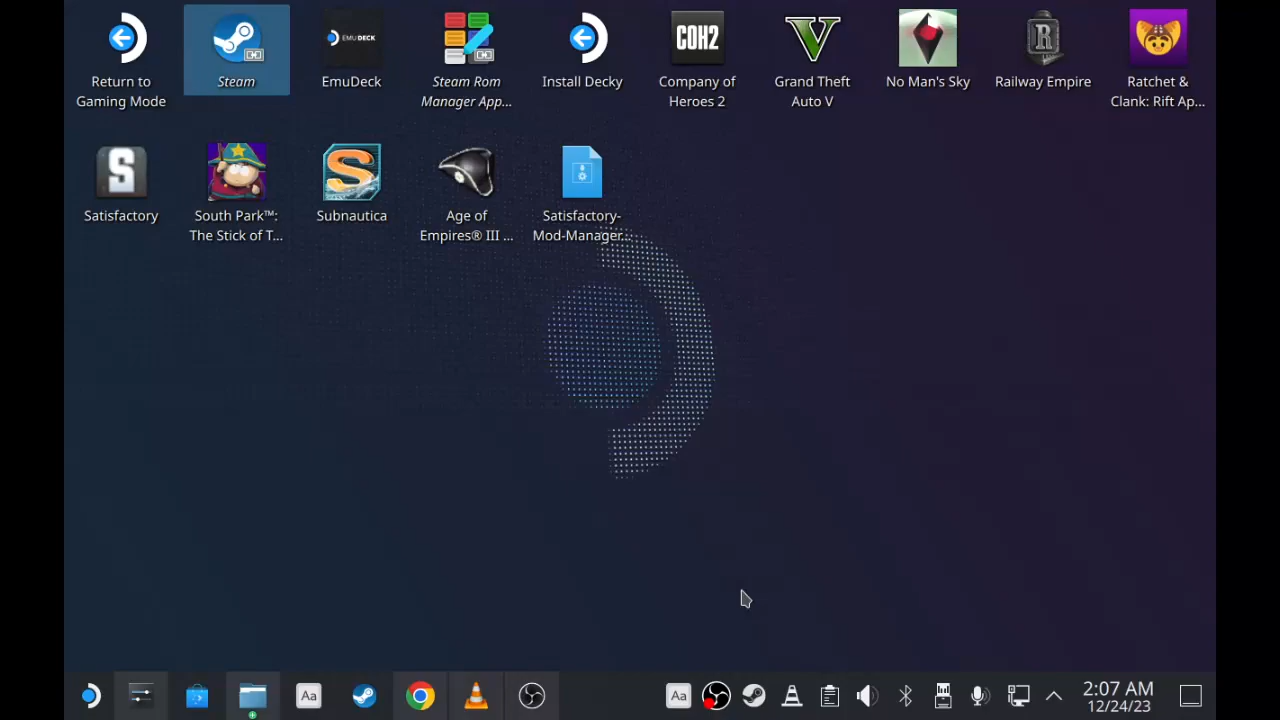 Return to
Gaming Mode
Steam
EMUDECK
EmuDeck
Steam Rom
Manager App...
Install Decky
COH2
Company of
Heroes 2
V
Grand Theft
Auto V
No Man's Sky
R
Railway Empire
Ratchet &
Clank: Rift Ap...
S
Satisfactory
South Park™:
The Stick of T...
S
Subnautica
Age of
Empires® III ...
Satisfactory-
Mod-Manager...
Aa
Aa
2:07 AM
12/24/23